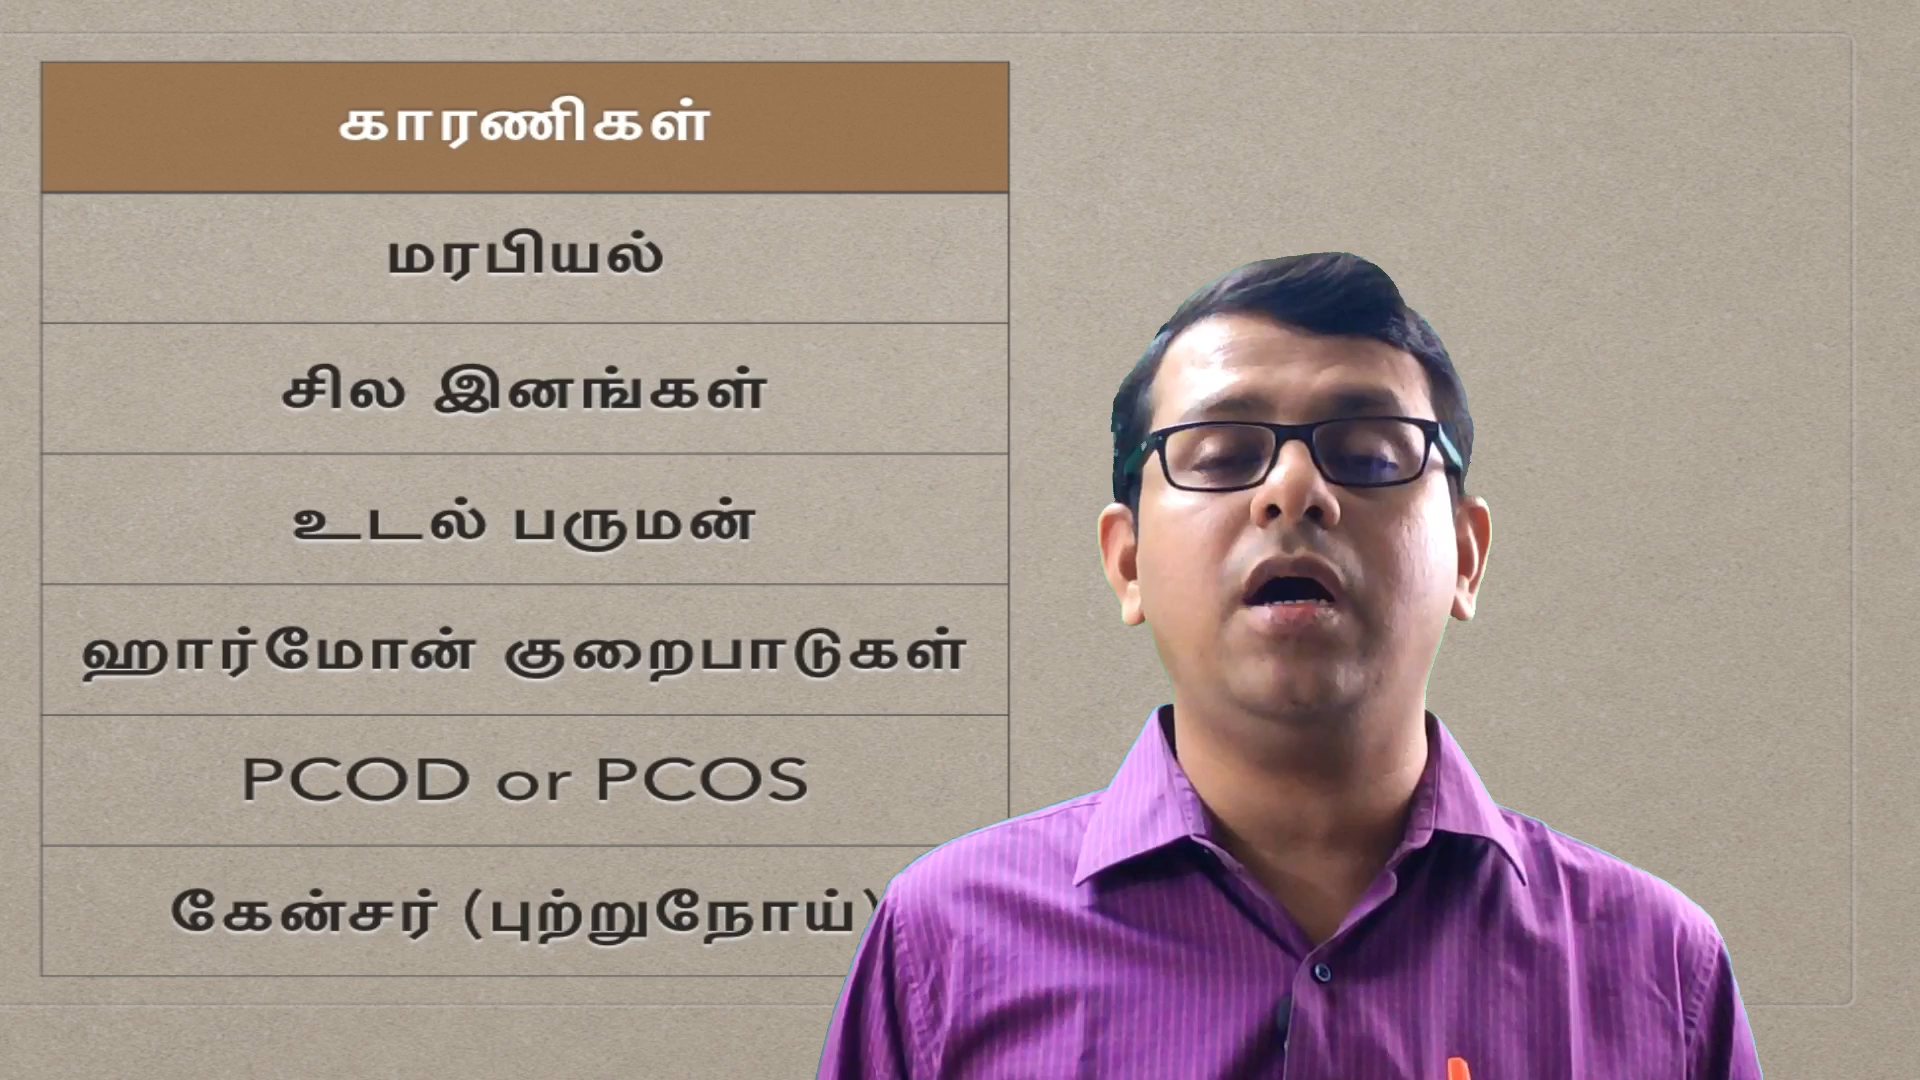 காரணிகள்
மரபியல்
சில இனங்கள்
உடல் பருமன்
ஹார்மோன் குறைபாடுகள்
PCOD or PCOS
கேன்சர் (புற்றுநோய்)